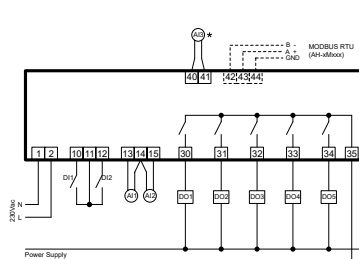 AI3 *
B -
A +
GND
MODBUS RTU
(AH-xMxxx)
40 41 42 43 44
1 2 10 11 12 13 14 15 30 31 32 33 34 35
DI1 DI2
AI1 AI2
DO1 DO2 DO3 DO4 DO5
230Vac
N
L
Power Supply